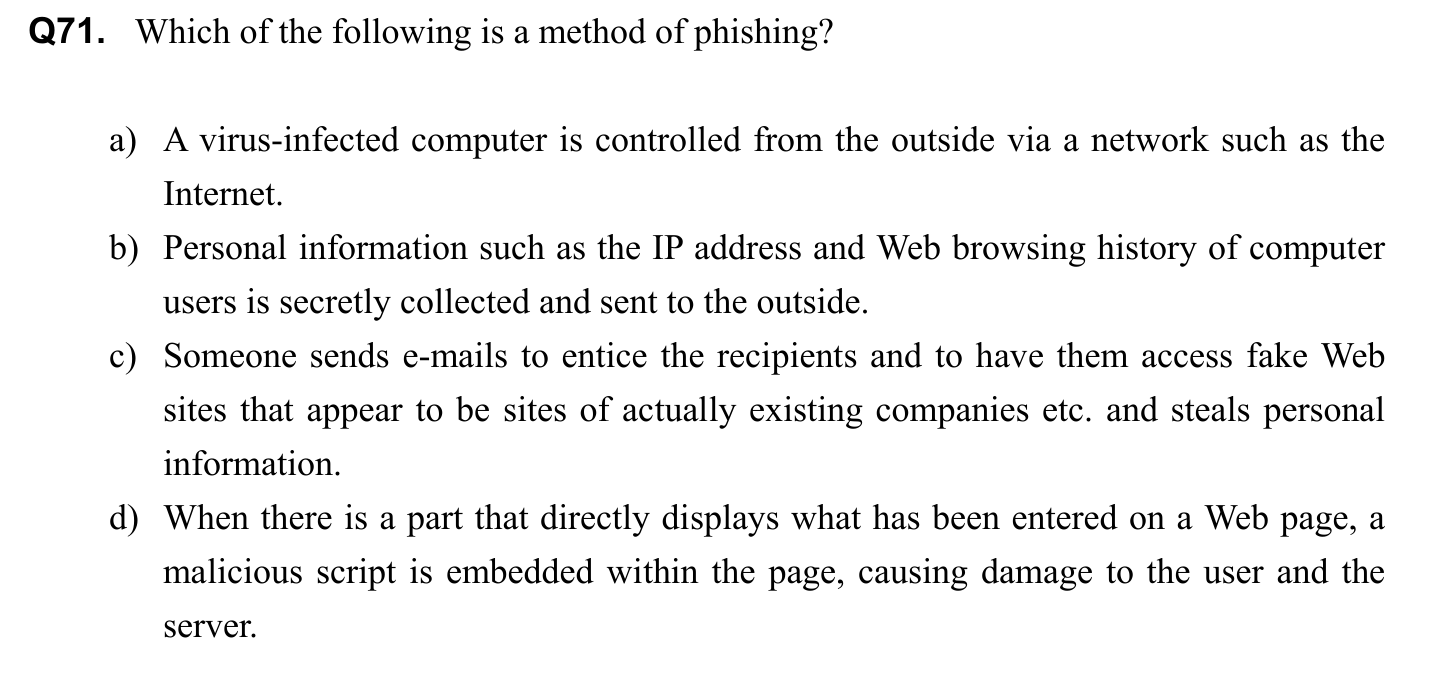 Q71. Which of the following is a method of phishing?
a) A virus-infected computer is controlled from the outside via a network such as the
Internet.
b) Personal information such as the IP address and Web browsing history of computer
users is secretly collected and sent to the outside.
c) Someone sends e-mails to entice the recipients and to have them access fake Web
sites that appear to be sites of actually existing companies etc. and steals personal
information.
d) When there is a part that directly displays what has been entered on a Web page, a
malicious script is embedded within the page, causing damage to the user and the
server.